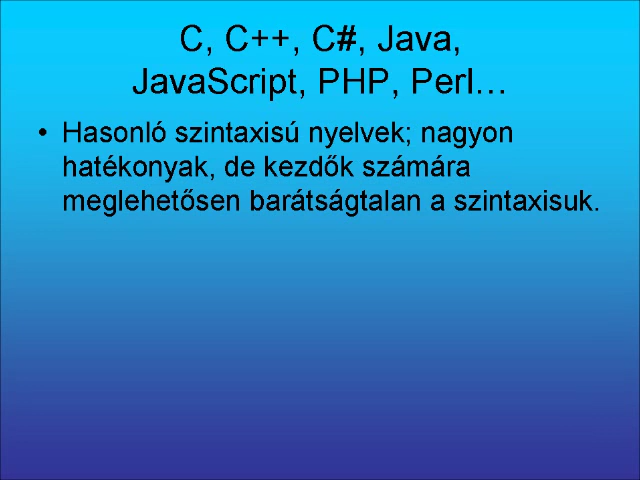 C, C++, C#, Java,
JavaScript, PHP, Perl…
• Hasonló szintaxisú nyelvek; nagyon
hatékonyak, de kezdők számára
meglehetősen barátságtalan a szintaxisuk.